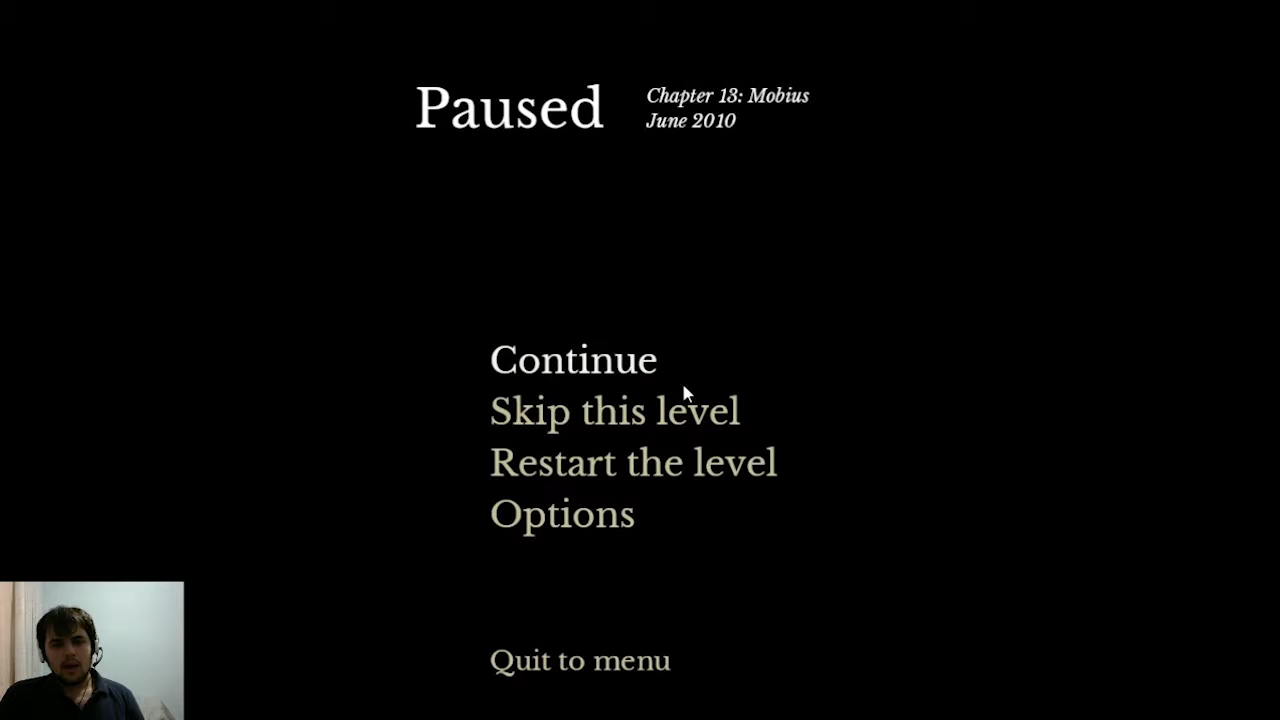 Paused
Chapter 13: Mobius
June 2010
Continue
Skip this level
Restart the level
Options
Quit to menu